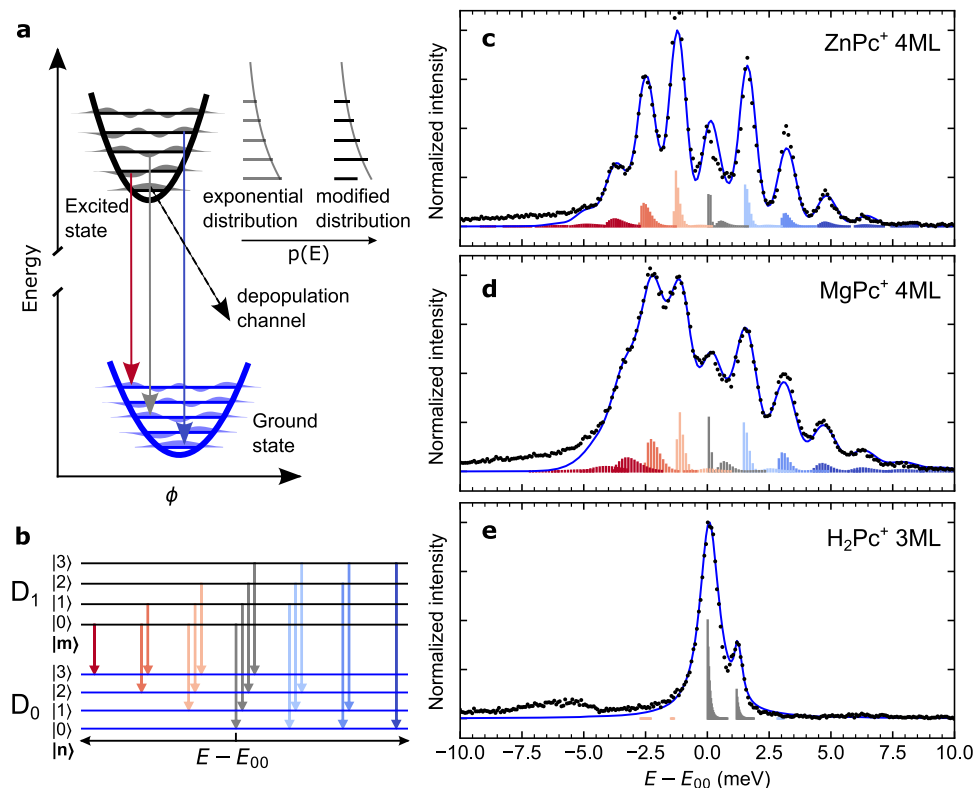 a
Energy
Excited
state
exponential
distribution
modified
distribution
p(E)
depopulation
channel
Ground
state
ϕ
b
D₁
|3⟩
|2⟩
|1⟩
|0⟩
|m⟩
D₀
|3⟩
|2⟩
|1⟩
|0⟩
|n⟩
E − E₀₀
c
ZnPc⁺ 4ML
Normalized intensity
d
MgPc⁺ 4ML
Normalized intensity
e
H₂Pc⁺ 3ML
Normalized intensity
−10.0 −7.5 −5.0 −2.5 0.0 2.5 5.0 7.5 10.0
E − E₀₀ (meV)